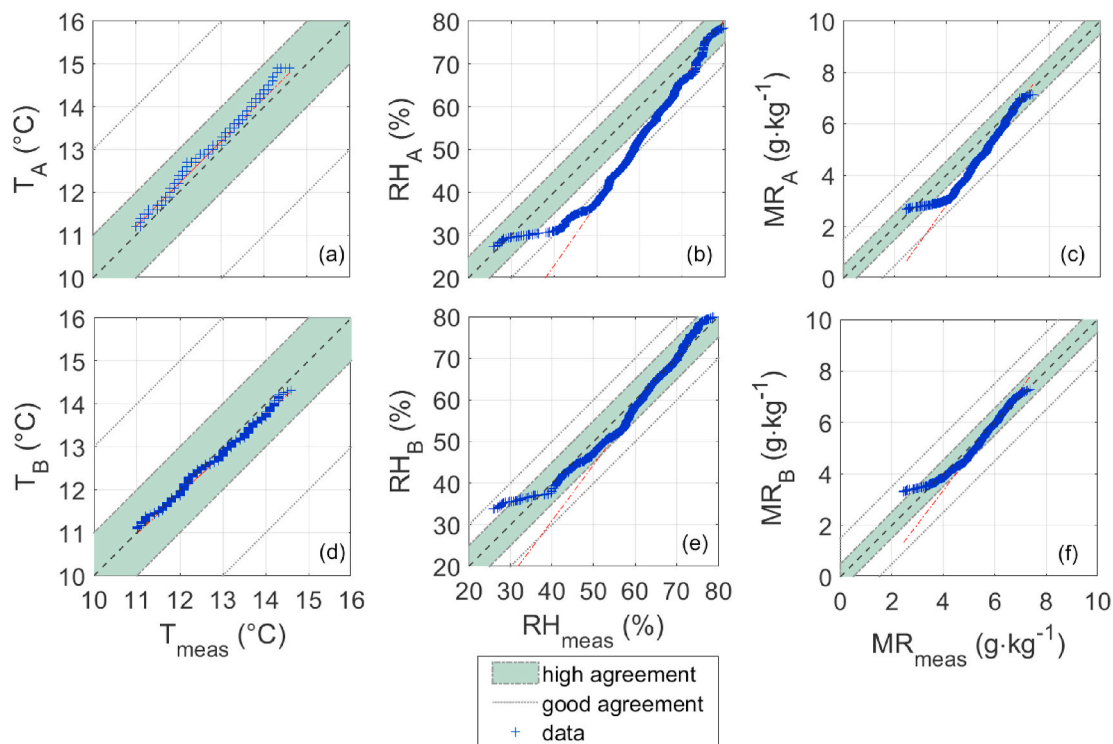 16
15
14
13
12
11
10
T_A (°C)
(a)
80
70
60
50
40
30
20
RH_A (%)
(b)
10
8
6
4
2
0
MR_A (g·kg⁻¹)
(c)
16
15
14
13
12
11
10
T_B (°C)
(d)
10 11 12 13 14 15 16
T_meas (°C)
80
70
60
50
40
30
20
RH_B (%)
(e)
20 30 40 50 60 70 80
RH_meas (%)
10
8
6
4
2
0
MR_B (g·kg⁻¹)
(f)
0 2 4 6 8 10
MR_meas (g·kg⁻¹)
high agreement
good agreement
data